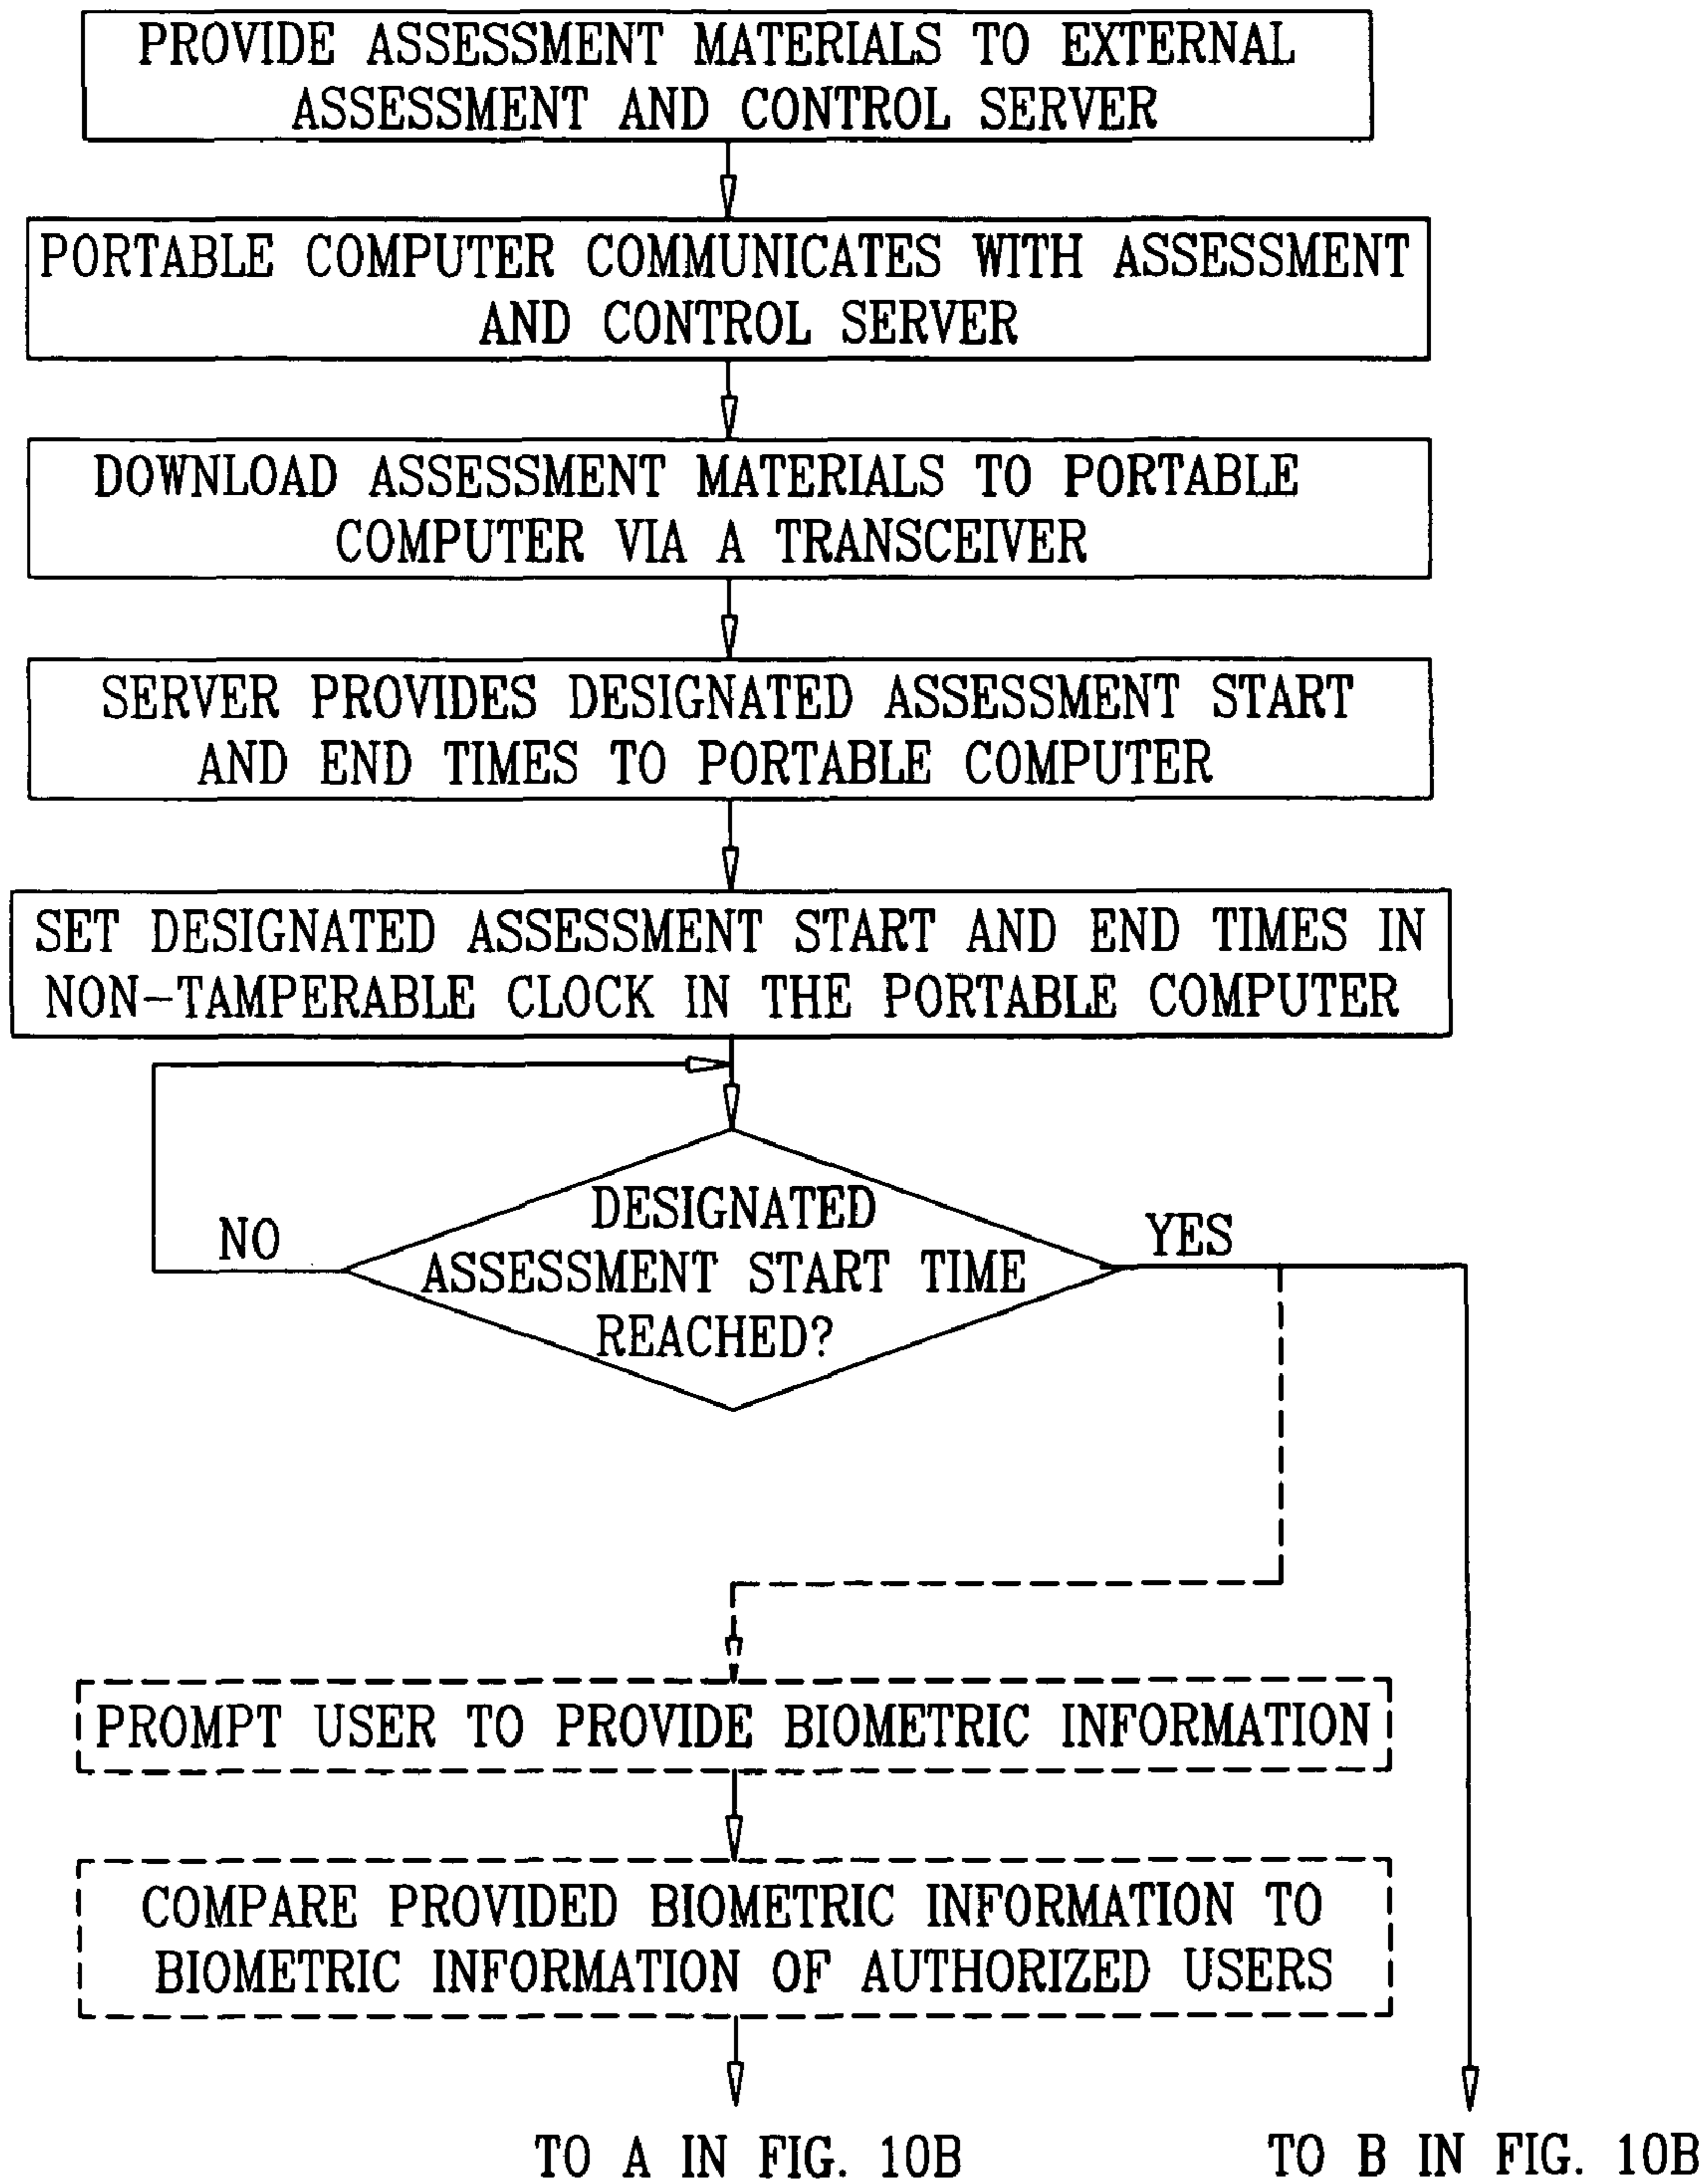 PROVIDE ASSESSMENT MATERIALS TO EXTERNAL
ASSESSMENT AND CONTROL SERVER
PORTABLE COMPUTER COMMUNICATES WITH ASSESSMENT
AND CONTROL SERVER
DOWNLOAD ASSESSMENT MATERIALS TO PORTABLE
COMPUTER VIA A TRANSCEIVER
SERVER PROVIDES DESIGNATED ASSESSMENT START
AND END TIMES TO PORTABLE COMPUTER
SET DESIGNATED ASSESSMENT START AND END TIMES IN
NON-TAMPERABLE CLOCK IN THE PORTABLE COMPUTER
DESIGNATED
ASSESSMENT START TIME
REACHED?
NO
YES
PROMPT USER TO PROVIDE BIOMETRIC INFORMATION
COMPARE PROVIDED BIOMETRIC INFORMATION TO
BIOMETRIC INFORMATION OF AUTHORIZED USERS
TO A IN FIG. 10B
TO B IN FIG. 10B